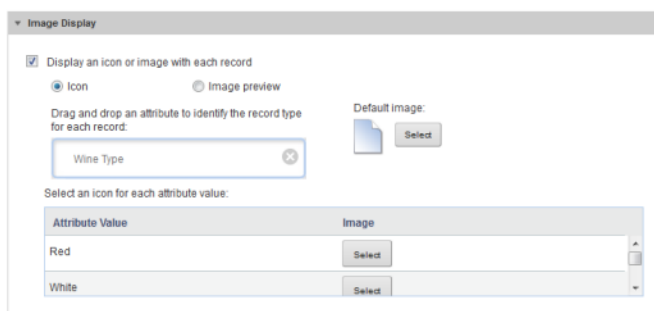 Image Display
Display an icon or image with each record
Icon
Image preview
Drag and drop an attribute to identify the record type
for each record:
Default image:
Select
Wine Type
Select an icon for each attribute value:
Attribute Value Image
Red Select
White Select